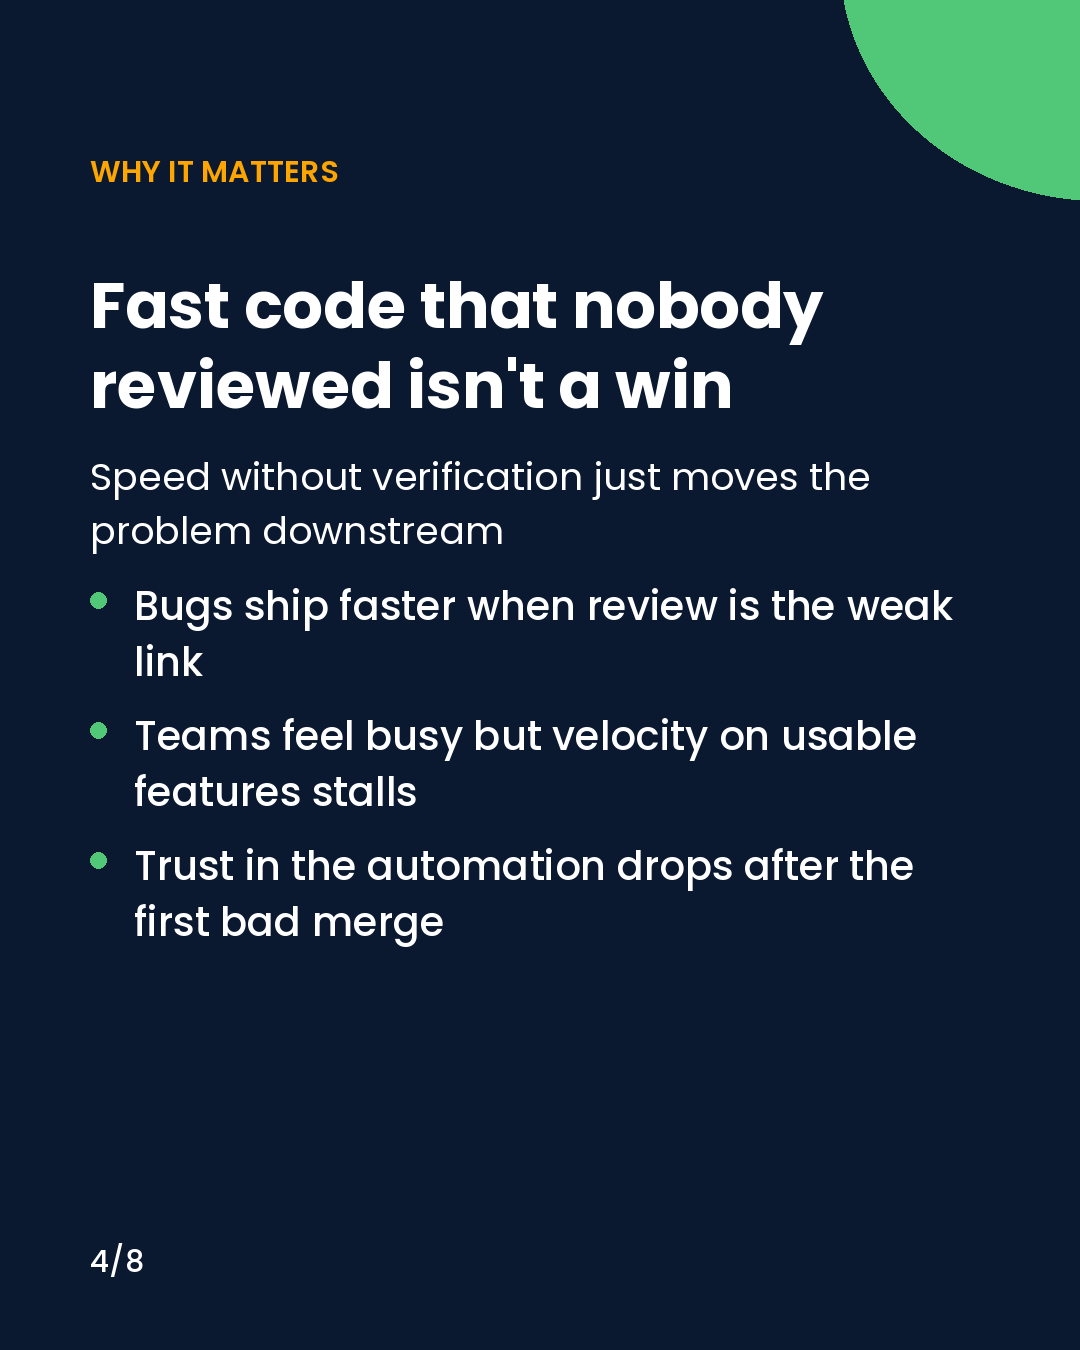 WHY IT MATTERS
Fast code that nobody
reviewed isn't a win
Speed without verification just moves the
problem downstream
Bugs ship faster when review is the weak
link
Teams feel busy but velocity on usable
features stalls
Trust in the automation drops after the
first bad merge
4/8